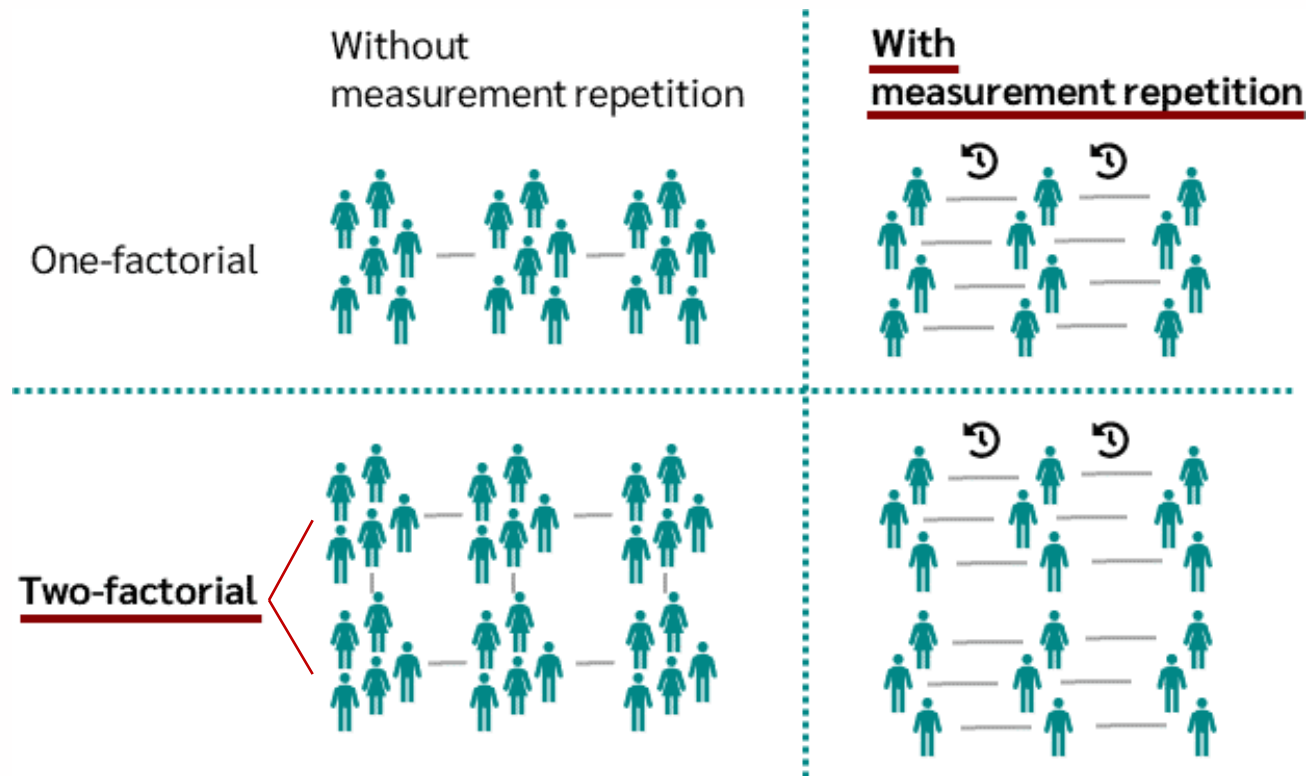 Without
measurement repetition
With
measurement repetition
One-factorial
Two-factorial